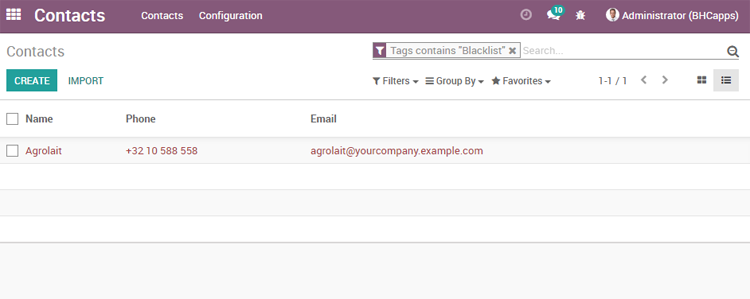 Contacts Contacts Configuration 10 Administrator (BHCapps)
Contacts Tags contains "Blacklist" Search...
CREATE IMPORT Filters Group By Favorites 1-1 / 1
Name Phone Email
Agrolait +32 10 588 558 agrolait@yourcompany.example.com